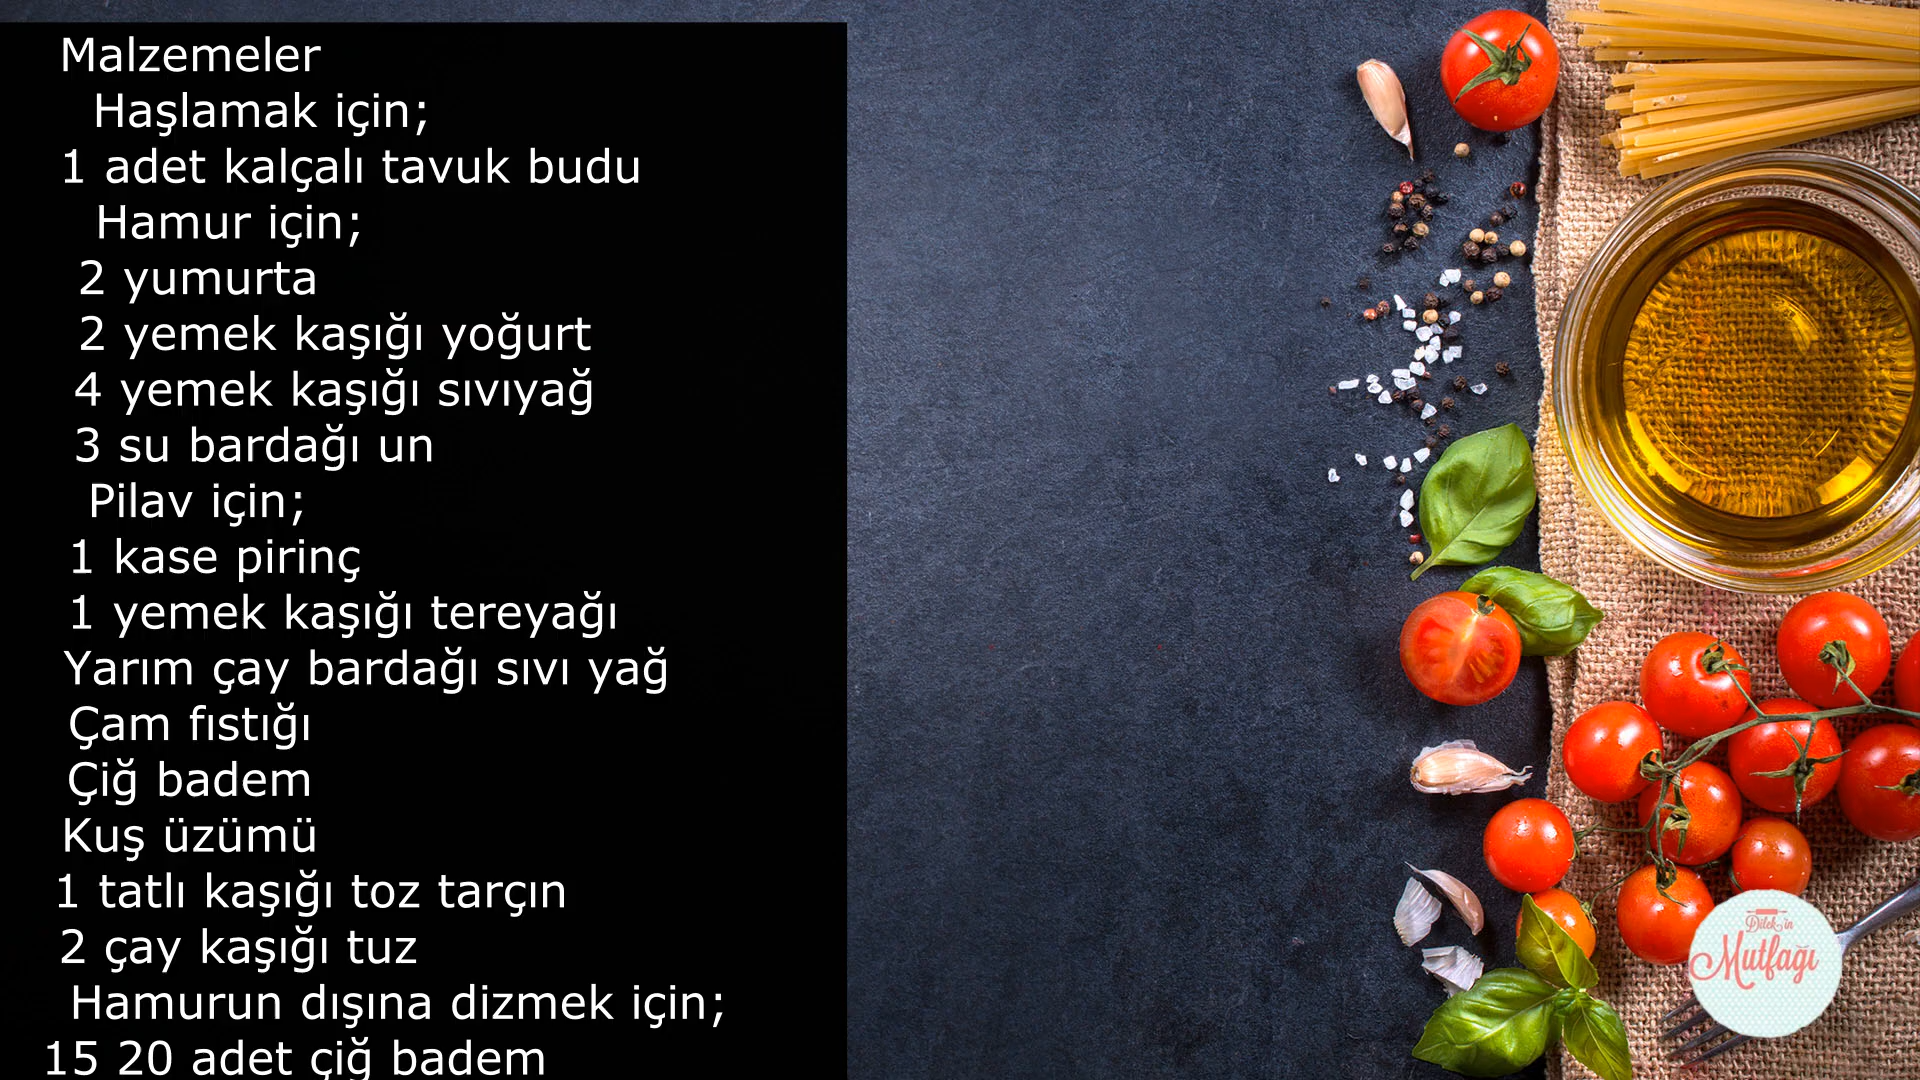 Malzemeler
Haşlamak için;
1 adet kalçalı tavuk budu
Hamur için;
2 yumurta
2 yemek kaşığı yoğurt
4 yemek kaşığı sıvıyağ
3 su bardağı un
Pilav için;
1 kase pirinç
1 yemek kaşığı tereyağı
Yarım çay bardağı sıvı yağ
Çam fıstığı
Çiğ badem
Kuş üzümü
1 tatlı kaşığı toz tarçın
2 çay kaşığı tuz
Hamurun dışına dizmek için;
15 20 adet çiğ badem
Dilek'in
Mutfağı